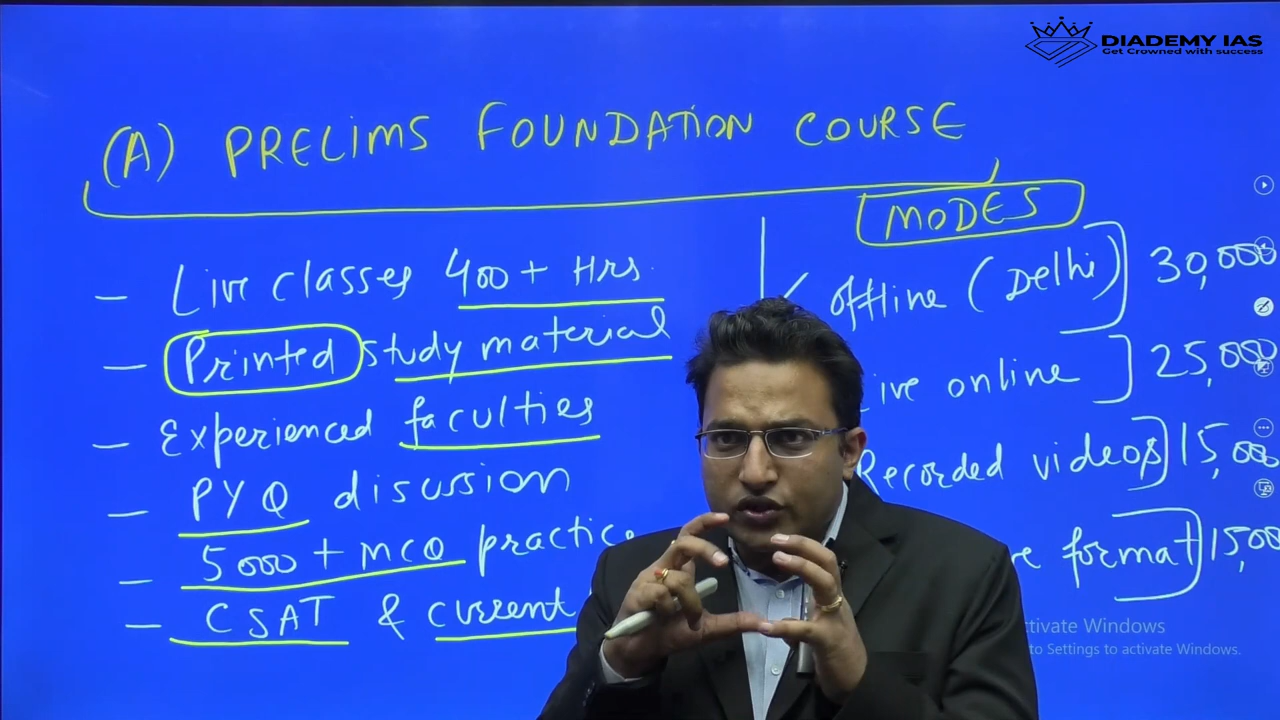 DIADEMY IAS
Get Crowned with success
(A) PRELIMS FOUNDATION COURSE
MODES
- Live classes 400+ Hrs.
- Printed study material
- Experienced faculties
- PYQ discussion
- 5000 + MCQ practice
- CSAT & current
offline (Delhi) 30,000
live online 25,000
Recorded videos 15,000
format 15,000
Activate Windows
to Settings to activate Windows.